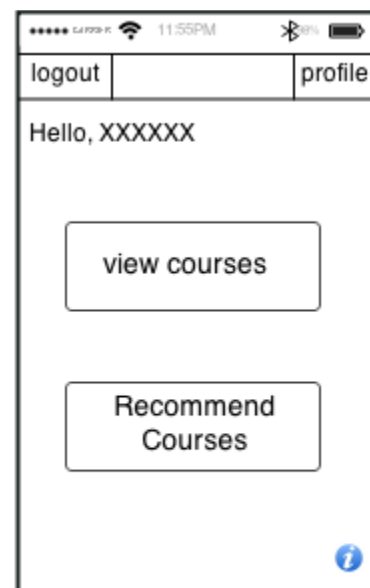 11:55PM
logout
profile
Hello, XXXXXX
view courses
Recommend
Courses
i